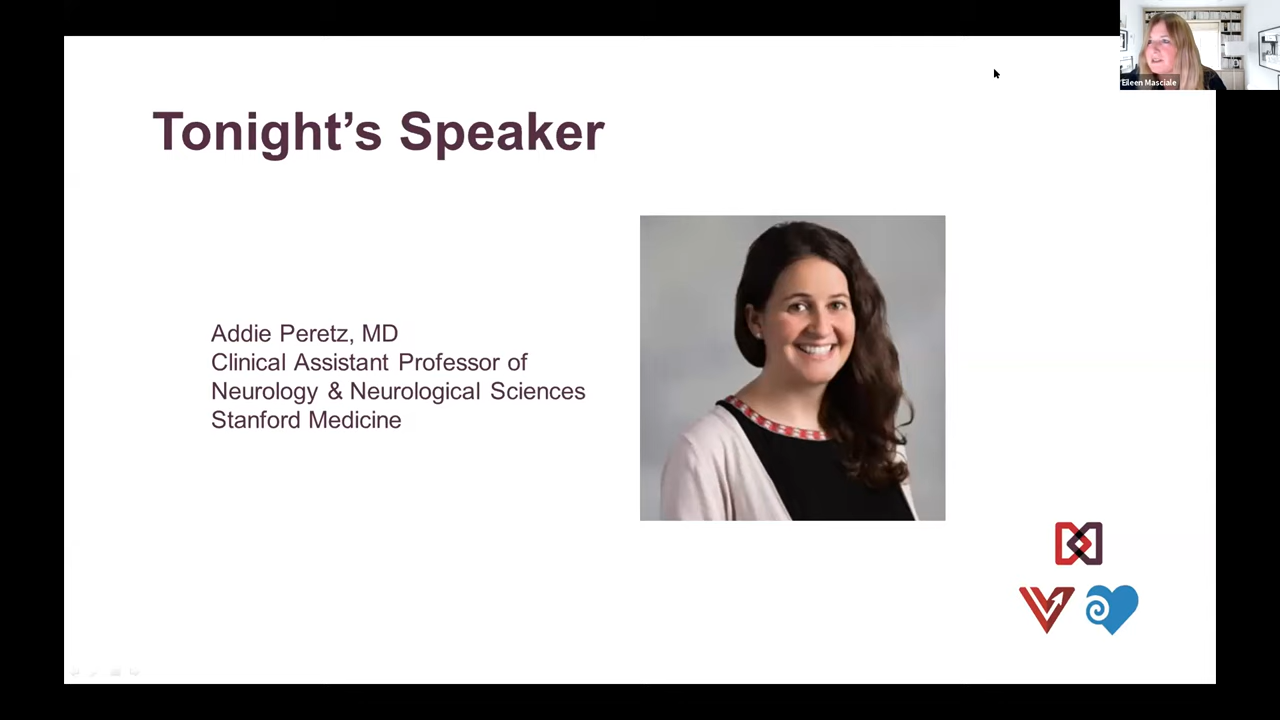 Eileen Masciale
Tonight's Speaker
Addie Peretz, MD
Clinical Assistant Professor of
Neurology & Neurological Sciences
Stanford Medicine